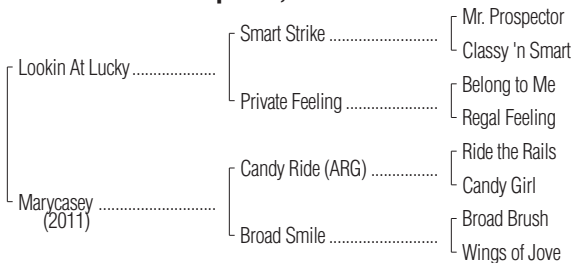 Lookin At Lucky
Smart Strike
Mr. Prospector
Classy 'n Smart
Private Feeling
Belong to Me
Regal Feeling
Marycasey
(2011)
Candy Ride (ARG)
Ride the Rails
Candy Girl
Broad Smile
Broad Brush
Wings of Jove